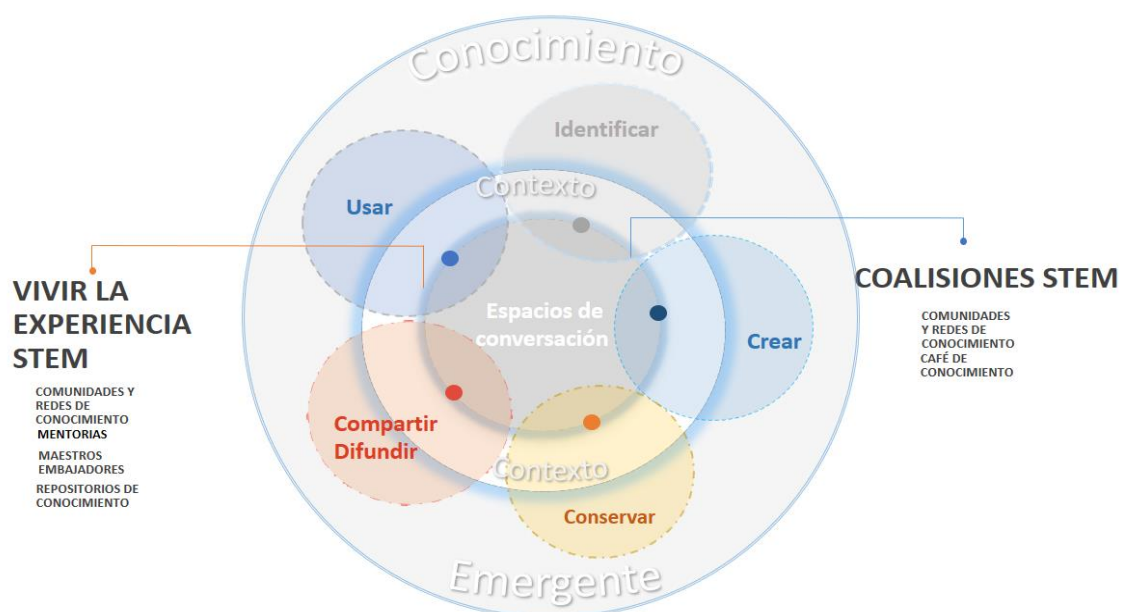 Conocimiento
Identificar
Contexto
Usar
VIVIR LA
EXPERIENCIA
STEM
COMUNIDADES Y
REDES DE
CONOCIMIENTO
MENTORIAS
MAESTROS
EMBAJADORES
REPOSITORIOS DE
CONOCIMIENTO
Espacios de
conversación
Crear
COALISIONES STEM
COMUNIDADES
Y REDES DE
CONOCIMIENTO
CAFÉ DE
CONOCIMIENTO
Compartir
Difundir
Contexto
Conservar
Emergente